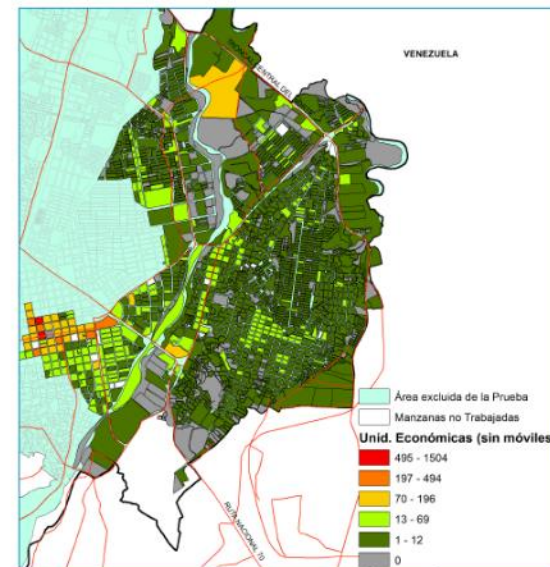 VENEZUELA
CENTRAL DEL
Área excluida de la Prueba
Manzanas no Trabajadas
Unid. Económicas (sin móviles
495 - 1504
197 - 494
70 - 196
13 - 69
1 - 12
0
RUTA NACIONAL 70